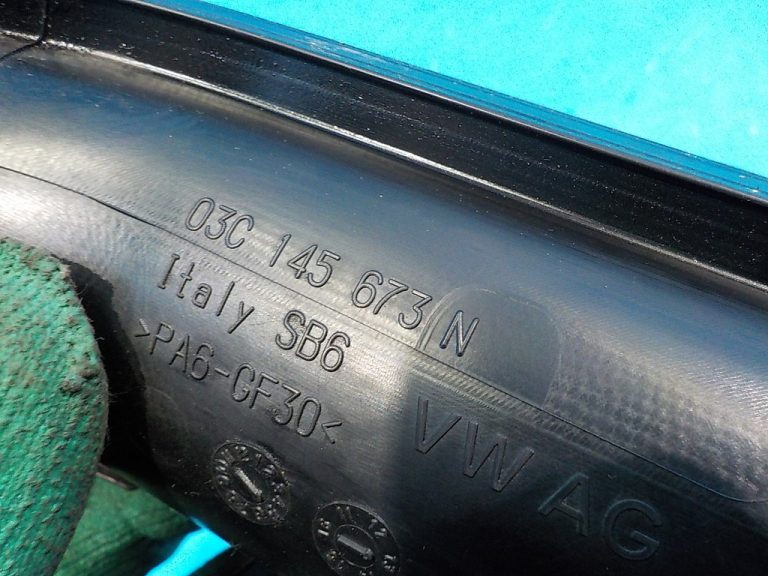 03C 145 673 N
Italy SB6
>PA6-GF30<
VW AG